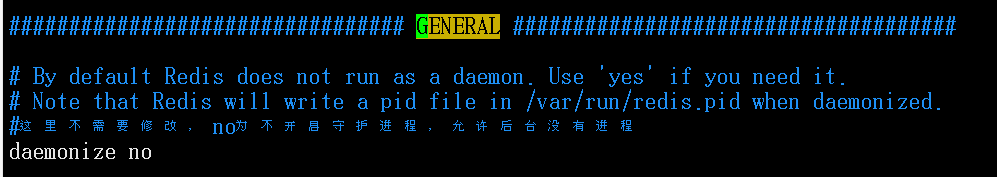 ################################# GENERAL #####################################
# By default Redis does not run as a daemon. Use 'yes' if you need it.
# Note that Redis will write a pid file in /var/run/redis.pid when daemonized.
#这里不需要修改，no为不开启守护进程，允许后台没有进程
daemonize no